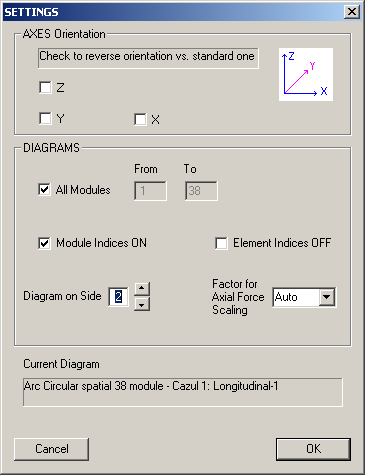 SETTINGS
AXES Orientation
Check to reverse orientation vs. standard one
Z
Y
X
Z
Y
X
DIAGRAMS
From
To
All Modules
1
38
Module Indices ON
Element Indices OFF
Diagram on Side
2
Factor for
Axial Force
Scaling
Auto
Current Diagram
Arc Circular spatial 38 module - Cazul 1: Longitudinal-1
Cancel
OK